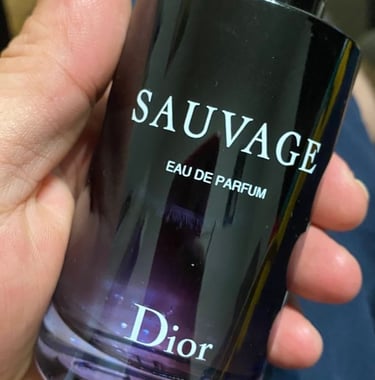 SAUVAGE
EAU DE PARFUM
Dior